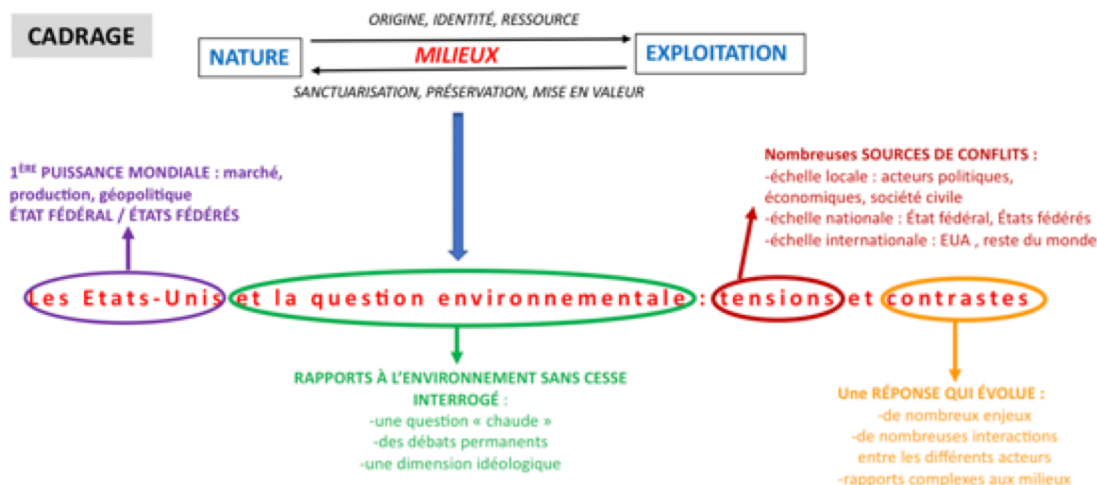 CADRAGE
ORIGINE, IDENTITÉ, RESSOURCE
NATURE
MILIEUX
EXPLOITATION
SANCTUARISATION, PRÉSERVATION, MISE EN VALEUR
1ÈRE PUISSANCE MONDIALE : marché,
production, géopolitique
ÉTAT FÉDÉRAL / ÉTATS FÉDÉRÉS
Nombreuses SOURCES DE CONFLITS :
-échelle locale : acteurs politiques,
économiques, société civile
-échelle nationale : État fédéral, États fédérés
-échelle internationale : EUA , reste du monde
Les Etats-Unis et la question environnementale : tensions et contrastes
RAPPORTS À L'ENVIRONNEMENT SANS CESSE
INTERROGÉ :
-une question « chaude »
-des débats permanents
-une dimension idéologique
Une RÉPONSE QUI ÉVOLUE :
-de nombreux enjeux
-de nombreuses interactions
entre les différents acteurs
-rapports complexes aux milieux